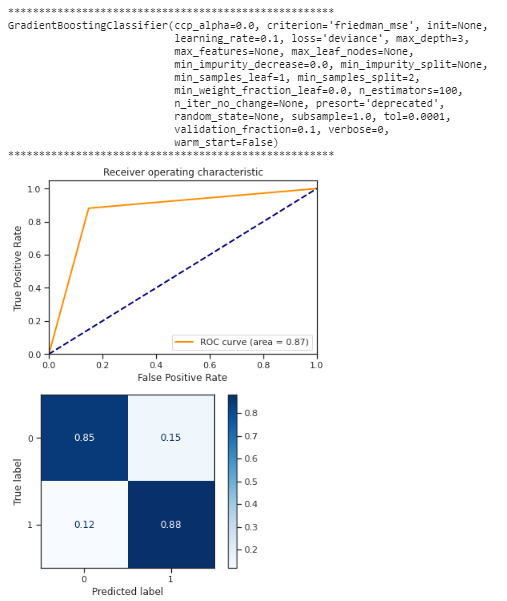 *****************************************************
GradientBoostingClassifier(ccp_alpha=0.0, criterion='friedman_mse', init=None,
learning_rate=0.1, loss='deviance', max_depth=3,
max_features=None, max_leaf_nodes=None,
min_impurity_decrease=0.0, min_impurity_split=None,
min_samples_leaf=1, min_samples_split=2,
min_weight_fraction_leaf=0.0, n_estimators=100,
n_iter_no_change=None, presort='deprecated',
random_state=None, subsample=1.0, tol=0.0001,
validation_fraction=0.1, verbose=0,
warm_start=False)
*****************************************************
Receiver operating characteristic
True Positive Rate
1.0
0.8
0.6
0.4
0.2
0.0
ROC curve (area = 0.87)
0.0 0.2 0.4 0.6 0.8 1.0
False Positive Rate
True label
0
1
0.85 0.15
0.12 0.88
0 1
Predicted label
0.8
0.7
0.6
0.5
0.4
0.3
0.2